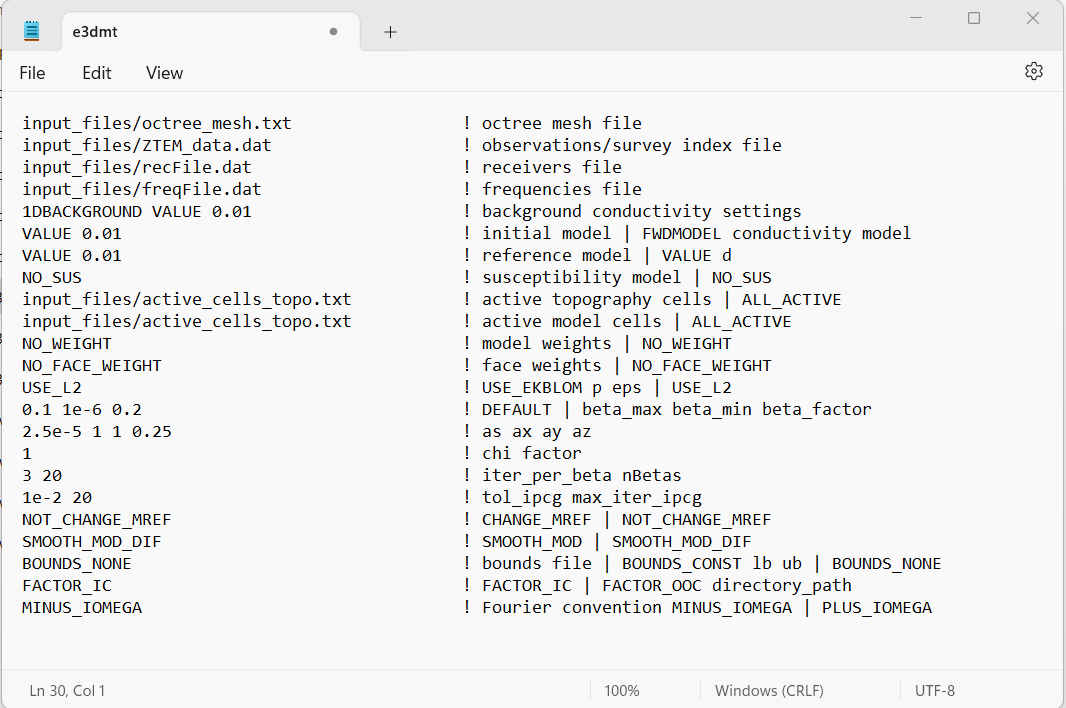 e3dmt
File Edit View
input_files/octree_mesh.txt ! octree mesh file
input_files/ZTEM_data.dat ! observations/survey index file
input_files/recFile.dat ! receivers file
input_files/freqFile.dat ! frequencies file
1DBACKGROUND VALUE 0.01 ! background conductivity settings
VALUE 0.01 ! initial model | FWDMODEL conductivity model
VALUE 0.01 ! reference model | VALUE d
NO_SUS ! susceptibility model | NO_SUS
input_files/active_cells_topo.txt ! active topography cells | ALL_ACTIVE
input_files/active_cells_topo.txt ! active model cells | ALL_ACTIVE
NO_WEIGHT ! model weights | NO_WEIGHT
NO_FACE_WEIGHT ! face weights | NO_FACE_WEIGHT
USE_L2 ! USE_EKBLOM p eps | USE_L2
0.1 1e-6 0.2 ! DEFAULT | beta_max beta_min beta_factor
2.5e-5 1 1 0.25 ! as ax ay az
1 ! chi factor
3 20 ! iter_per_beta nBetas
1e-2 20 ! tol_ipcg max_iter_ipcg
NOT_CHANGE_MREF ! CHANGE_MREF | NOT_CHANGE_MREF
SMOOTH_MOD_DIF ! SMOOTH_MOD | SMOOTH_MOD_DIF
BOUNDS_NONE ! bounds file | BOUNDS_CONST lb ub | BOUNDS_NONE
FACTOR_IC ! FACTOR_IC | FACTOR_OOC directory_path
MINUS_IOMEGA ! Fourier convention MINUS_IOMEGA | PLUS_IOMEGA
Ln 30, Col 1 100% Windows (CRLF) UTF-8